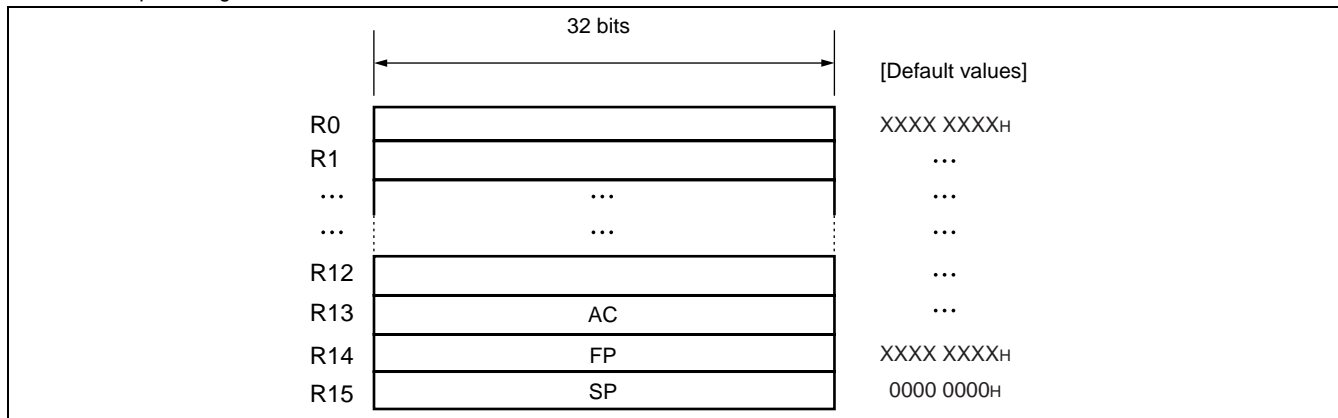 32 bits
[Default values]
R0 XXXX XXXXH
R1 ...
... ... ...
... ... ...
R12 ...
R13 AC ...
R14 FP XXXX XXXXH
R15 SP 0000 0000H